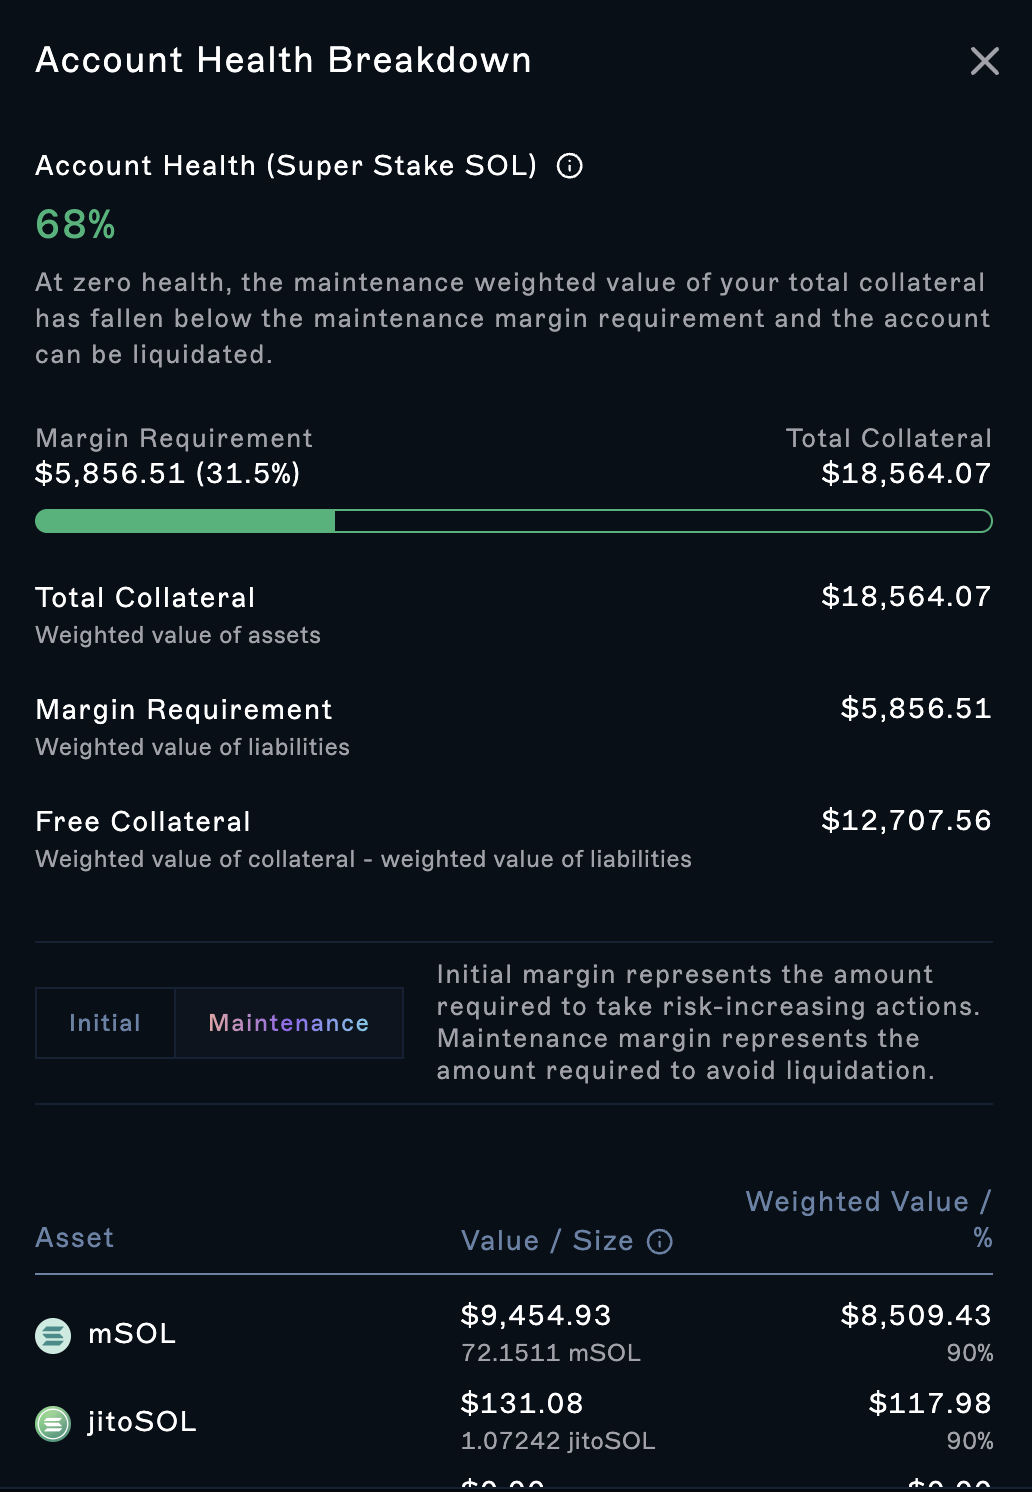 Account Health Breakdown
Account Health (Super Stake SOL)
68%
At zero health, the maintenance weighted value of your total collateral
has fallen below the maintenance margin requirement and the account
can be liquidated.
Margin Requirement
Total Collateral
$5,856.51 (31.5%)
$18,564.07
Total Collateral
$18,564.07
Weighted value of assets
Margin Requirement
$5,856.51
Weighted value of liabilities
Free Collateral
$12,707.56
Weighted value of collateral - weighted value of liabilities
Initial
Maintenance
Initial margin represents the amount
required to take risk-increasing actions.
Maintenance margin represents the
amount required to avoid liquidation.
Asset
Value / Size
Weighted Value /
%
mSOL
$9,454.93
$8,509.43
72.1511 mSOL
90%
jitoSOL
$131.08
$117.98
1.07242 jitoSOL
90%